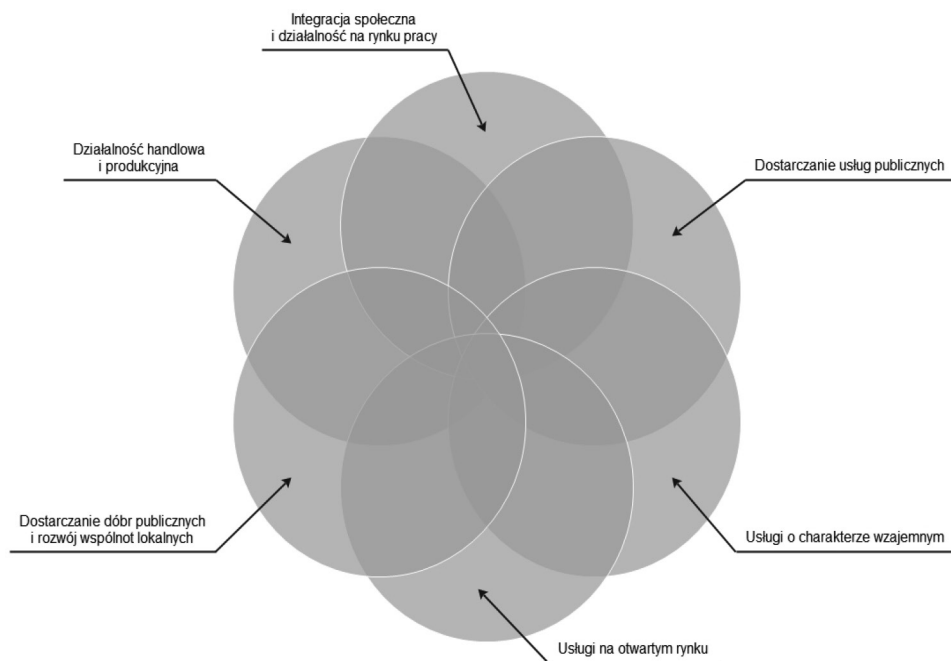 Integracja społeczna
i działalność na rynku pracy
Działalność handlowa
i produkcyjna
Dostarczanie usług publicznych
Dostarczanie dóbr publicznych
i rozwój wspólnot lokalnych
Usługi o charakterze wzajemnym
Usługi na otwartym rynku